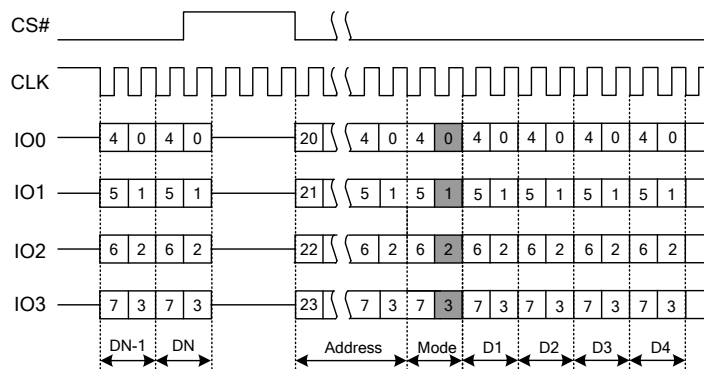 CS#
CLK
IO0 4 0 4 0 20 4 0 4 0 4 0 4 0 4 0 4 0
IO1 5 1 5 1 21 5 1 5 1 5 1 5 1 5 1 5 1
IO2 6 2 6 2 22 6 2 6 2 6 2 6 2 6 2 6 2
IO3 7 3 7 3 23 7 3 7 3 7 3 7 3 7 3 7 3
DN-1 DN Address Mode D1 D2 D3 D4